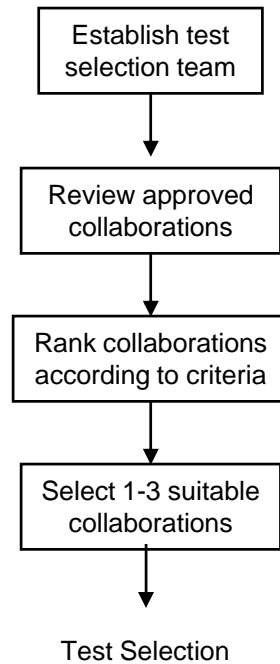 Establish test
selection team
Review approved
collaborations
Rank collaborations
according to criteria
Select 1-3 suitable
collaborations
Test Selection